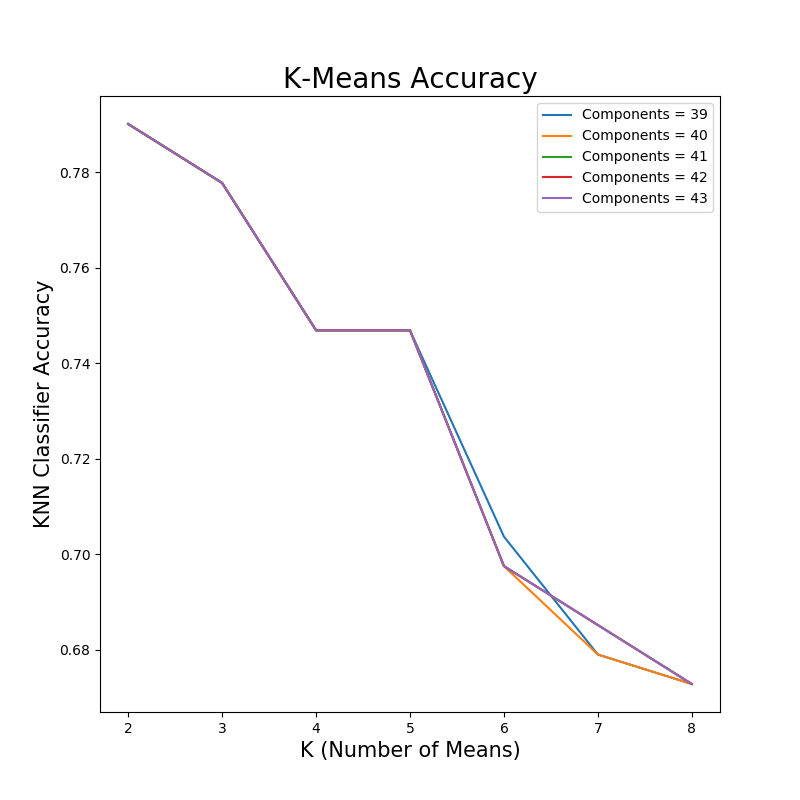 K-Means Accuracy
Components = 39
Components = 40
Components = 41
Components = 42
Components = 43
KNN Classifier Accuracy
0.78
0.76
0.74
0.72
0.70
0.68
2 3 4 5 6 7 8
K (Number of Means)